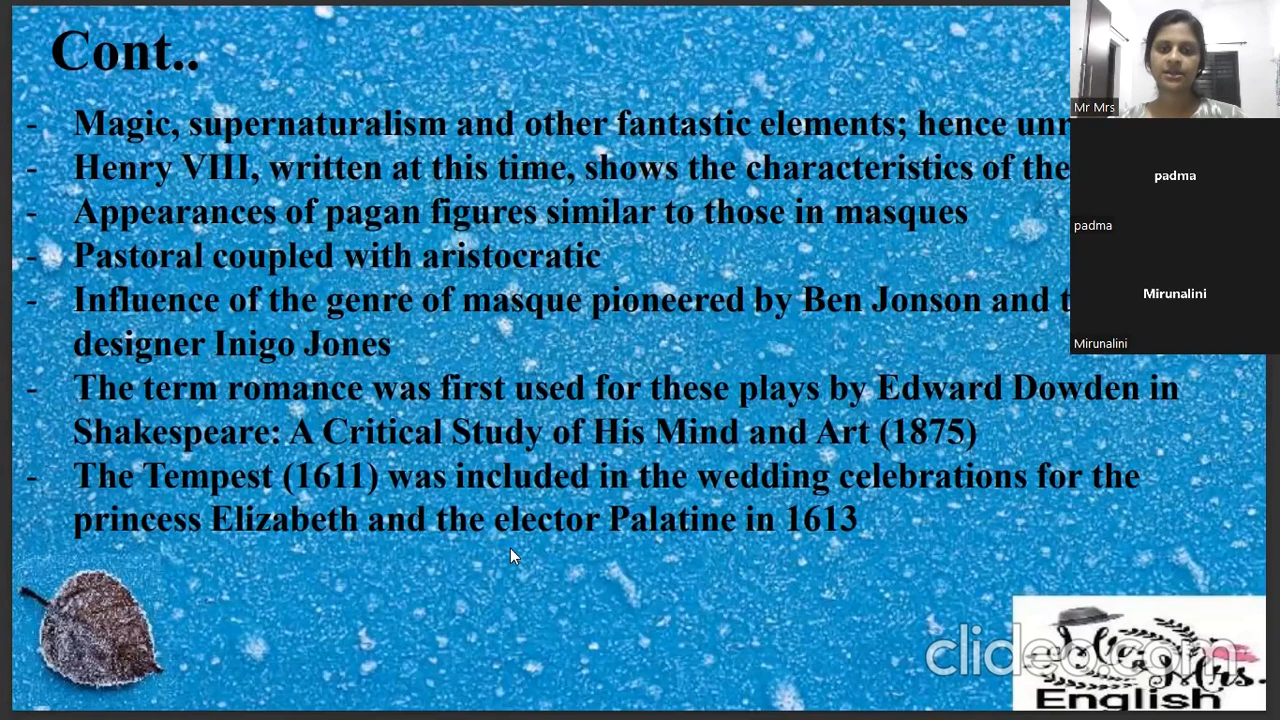 Cont..
- Magic, supernaturalism and other fantastic elements; hence
- Henry VIII, written at this time, shows the characteristics of the
- Appearances of pagan figures similar to those in masques
- Pastoral coupled with aristocratic
- Influence of the genre of masque pioneered by Ben Jonson and
designer Inigo Jones
- The term romance was first used for these plays by Edward Dowden in
Shakespeare: A Critical Study of His Mind and Art (1875)
- The Tempest (1611) was included in the wedding celebrations for the
princess Elizabeth and the elector Palatine in 1613
Mr Mrs
padma
padma
Mirunalini
Mirunalini
clideo.com
Mrs.
English